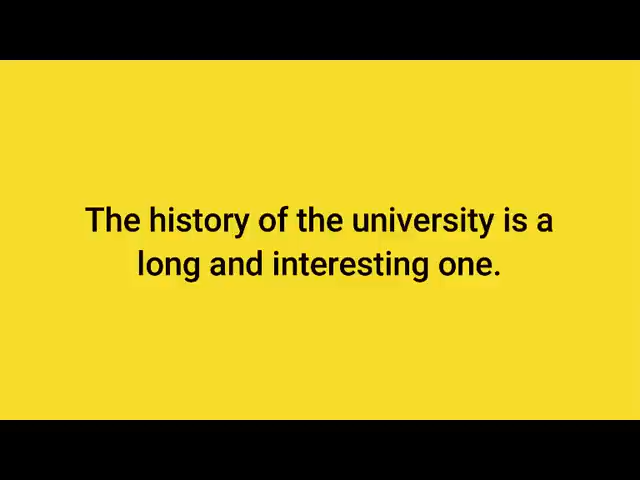 The history of the university is a
long and interesting one.